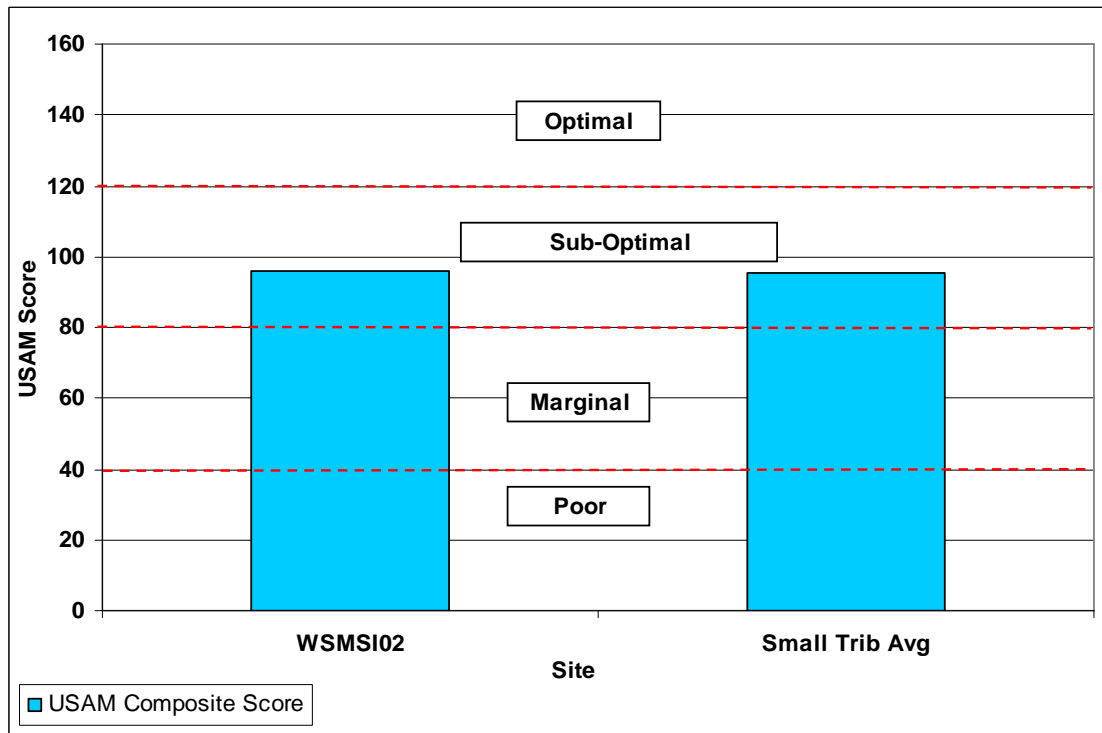 160
140
120
100
80
60
40
20
0
USAM Score
Optimal
Sub-Optimal
Marginal
Poor
WSMSI02
Small Trib Avg
Site
USAM Composite Score